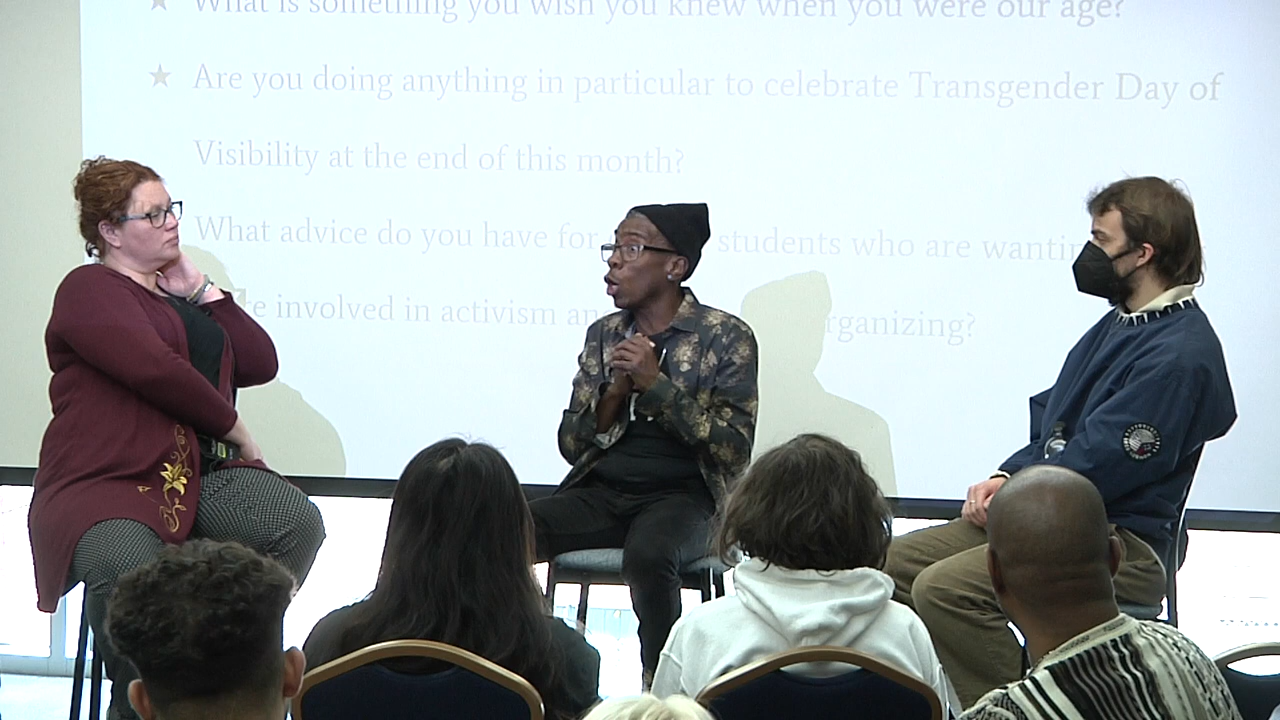 What is something you wish you knew when you were our age?
Are you doing anything in particular to celebrate Transgender Day of
Visibility at the end of this month?
What advice do you have for students who are wantin
e involved in activism an rganizing?